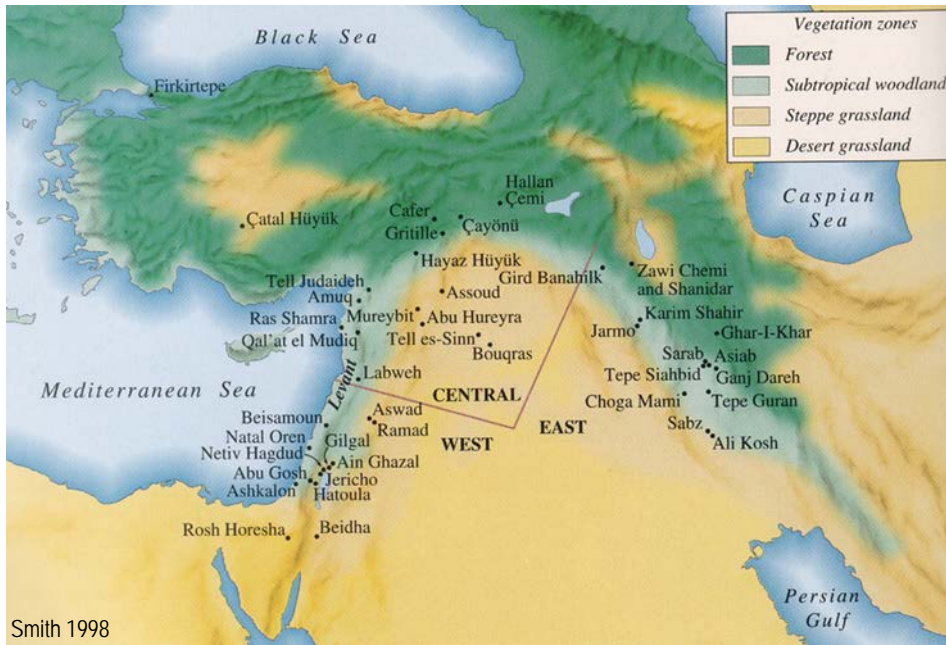 Black Sea
Vegetation zones
Forest
Subtropical woodland
Steppe grassland
Desert grassland
Firkirtepe
Caspian
Sea
Hallan
Çemi
Cafer
Çayönü
Gritille
Çatal Hüyük
Hayaz Hüyük
Gird Banahilk
Zawi Chemi
and Shanidar
Tell Judaideh
Amuq
Assoud
Mureybit
Abu Hureyra
Karim Shahir
Ras Shamra
Jarmo
Ghar-I-Khar
Qal'at el Mudiq
Tell es-Sinn
Bouqras
Sarab
Asiab
Tepe Siahbid
Ganj Dareh
Mediterranean Sea
Labweh
Levant
CENTRAL
Choga Mami
Tepe Guran
Beisamoun
Aswad
Ramad
WEST
EAST
Sabz
Ali Kosh
Natal Oren
Gilgal
Netiv Hagdud
Ain Ghazal
Abu Gosh
Jericho
Ashkalon
Hatoula
Rosh Horesha
Beidha
Persian
Gulf
Smith 1998